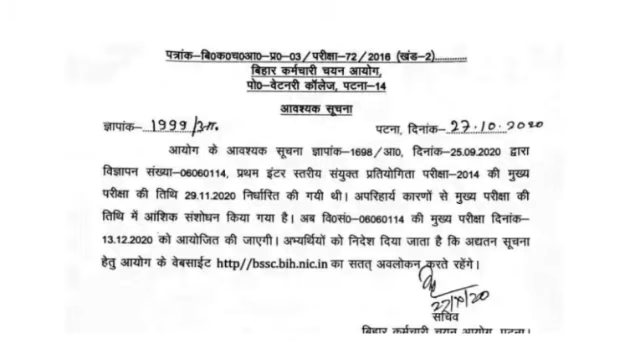 पत्रांक–बि0क0च0आ0–प्र0–03/परीक्षा–72/2016 (खंड–2)............
बिहार कर्मचारी चयन आयोग,
पो0–वेटनरी कॉलेज, पटना–14
आवश्यक सूचना
ज्ञापांक– 1999/आ. पटना, दिनांक– 27.10.2020
आयोग के आवश्यक सूचना ज्ञापांक–1698/आ0, दिनांक–25.09.2020 द्वारा
विज्ञापन संख्या–06060114, प्रथम इंटर स्तरीय संयुक्त प्रतियोगिता परीक्षा–2014 की मुख्य
परीक्षा की तिथि 29.11.2020 निर्धारित की गयी थी। अपरिहार्य कारणों से मुख्य परीक्षा की
तिथि में आंशिक संशोधन किया गया है। अब वि0सं0–06060114 की मुख्य परीक्षा दिनांक–
13.12.2020 को आयोजित की जाएगी। अभ्यर्थियों को निदेश दिया जाता है कि अद्यतन सूचना
हेतु आयोग के वेबसाईट http//bssc.bih.nic.in का सतत् अवलोकन करते रहेंगे।
27/10/20
सचिव
बिहार कर्मचारी चयन आयोग, पटना।